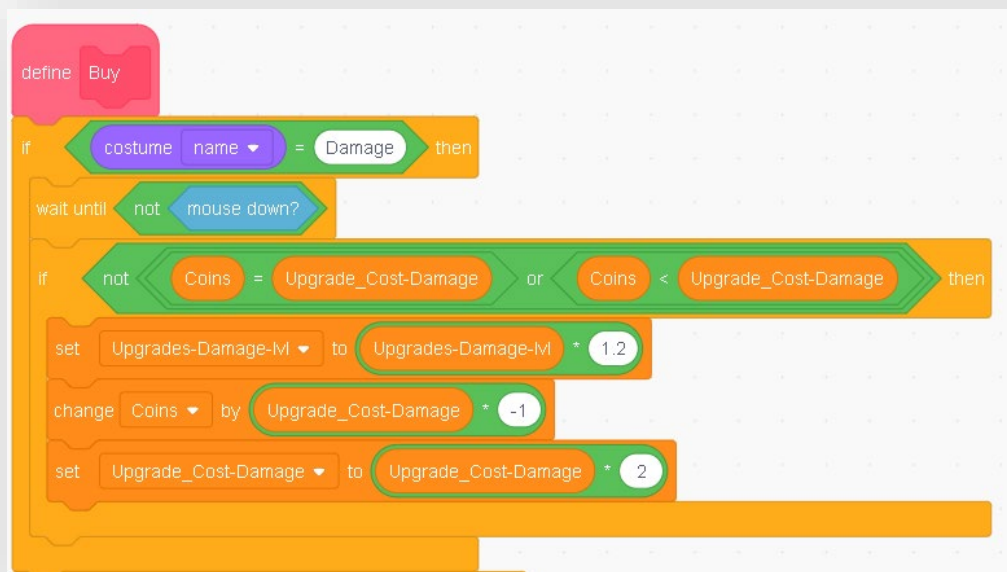 define Buy
if costume name = Damage then
wait until not mouse down?
if not Coins = Upgrade_Cost-Damage or Coins < Upgrade_Cost-Damage then
set Upgrades-Damage-lvl to Upgrades-Damage-lvl * 1.2
change Coins by Upgrade_Cost-Damage * -1
set Upgrade_Cost-Damage to Upgrade_Cost-Damage * 2